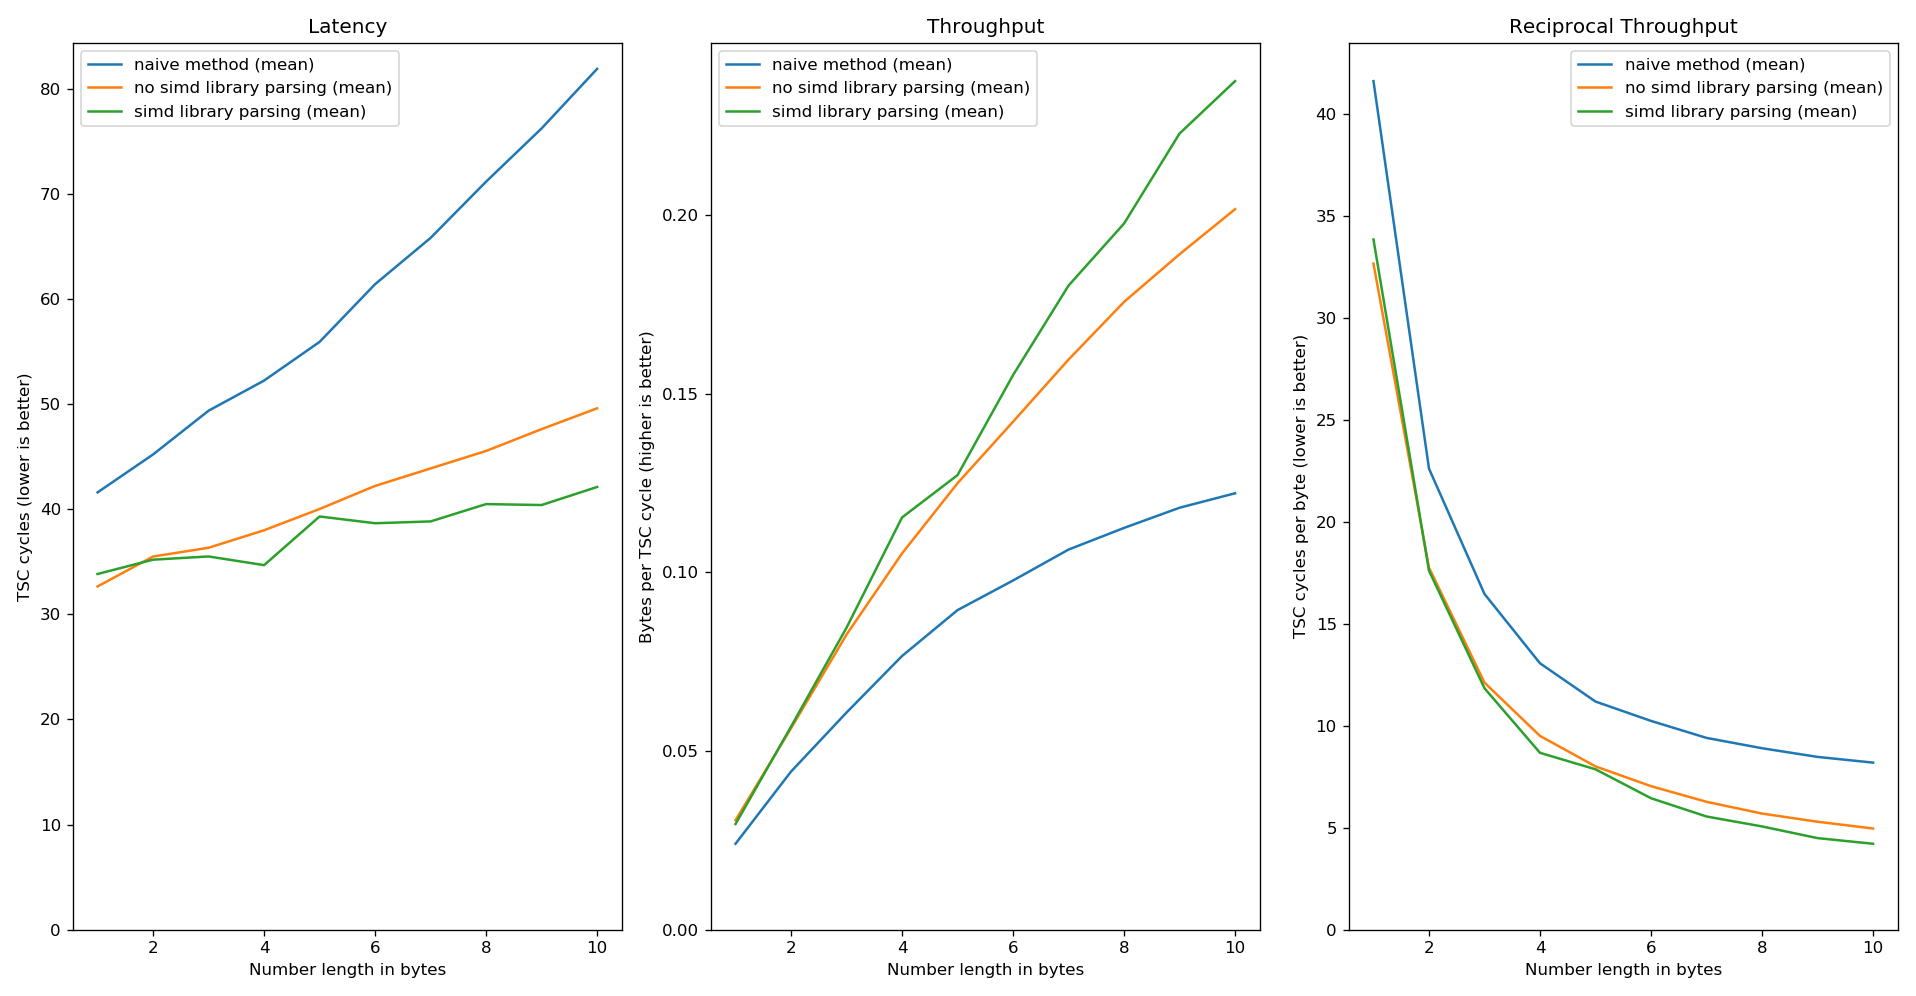 Latency
naive method (mean)
no simd library parsing (mean)
simd library parsing (mean)
TSC cycles (lower is better)
80
70
60
50
40
30
20
10
0
2 4 6 8 10
Number length in bytes
Throughput
naive method (mean)
no simd library parsing (mean)
simd library parsing (mean)
Bytes per TSC cycle (higher is better)
0.20
0.15
0.10
0.05
0.00
2 4 6 8 10
Number length in bytes
Reciprocal Throughput
naive method (mean)
no simd library parsing (mean)
simd library parsing (mean)
TSC cycles per byte (lower is better)
40
35
30
25
20
15
10
5
0
2 4 6 8 10
Number length in bytes